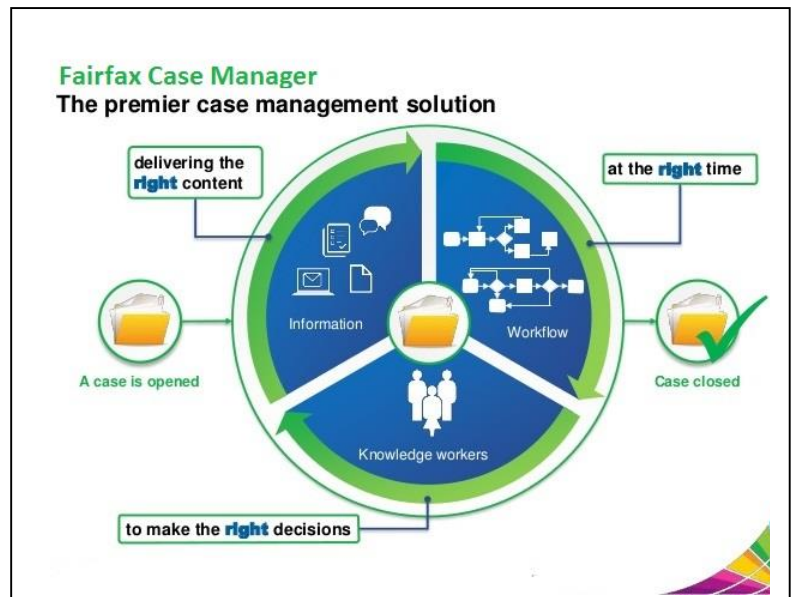 Fairfax Case Manager
The premier case management solution
delivering the
right content
at the right time
Information
Workflow
A case is opened
Case closed
Knowledge workers
to make the right decisions